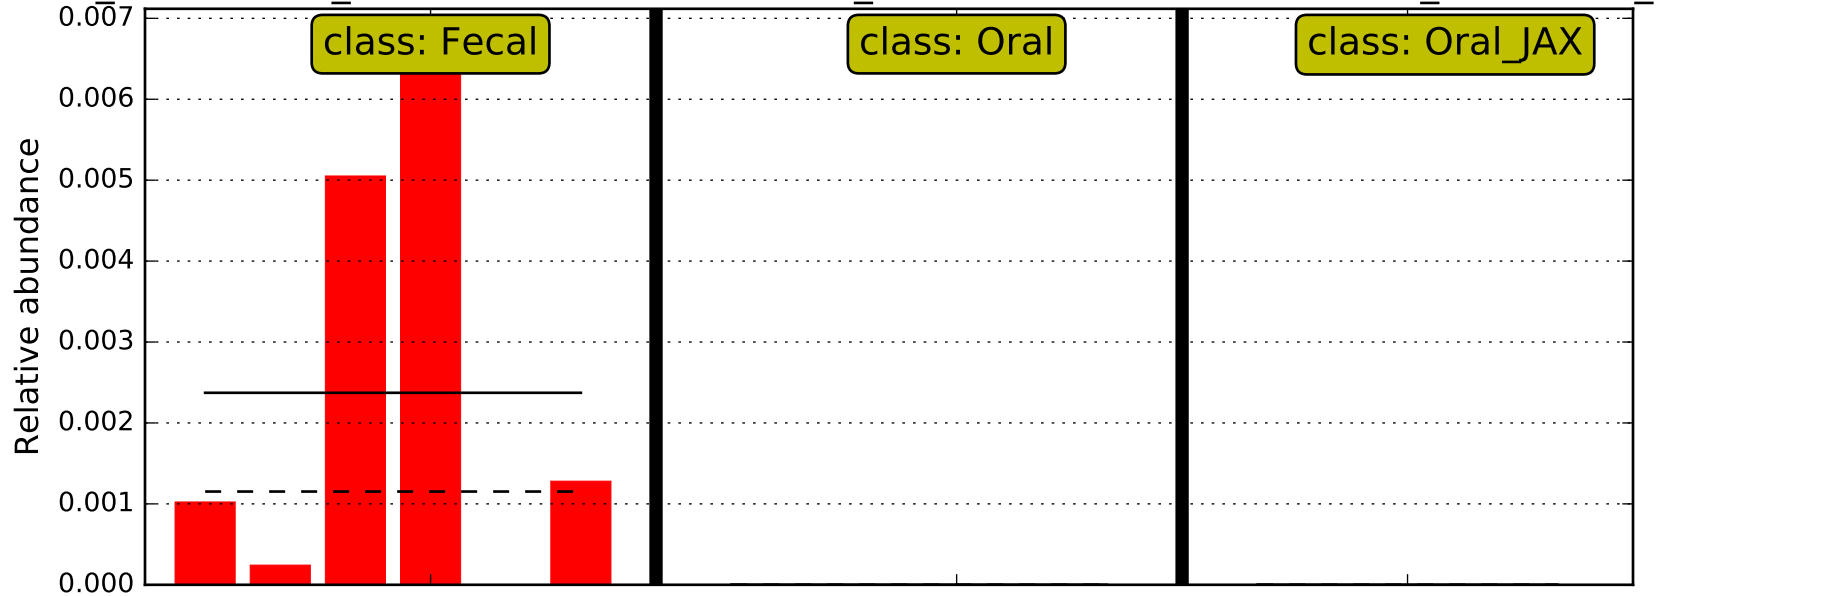 0.007
class: Fecal
class: Oral
class: Oral_JAX
0.006
0.005
0.004
0.003
0.002
0.001
0.000
Relative abundance